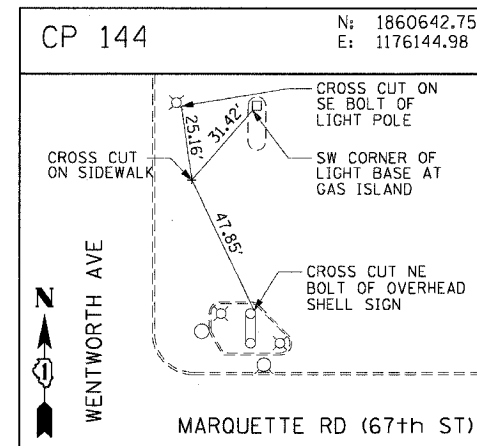 CP 144
N: 1860642.75
E: 1176144.98
CROSS CUT ON
SE BOLT OF
LIGHT POLE
25.16'
31.42'
CROSS CUT
ON SIDEWALK
SW CORNER OF
LIGHT BASE AT
GAS ISLAND
47.85'
CROSS CUT NE
BOLT OF OVERHEAD
SHELL SIGN
N
1
WENTWORTH AVE
MARQUETTE RD (67th ST)